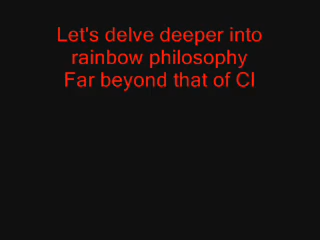 Let's delve deeper into
rainbow philosophy
Far beyond that of CI